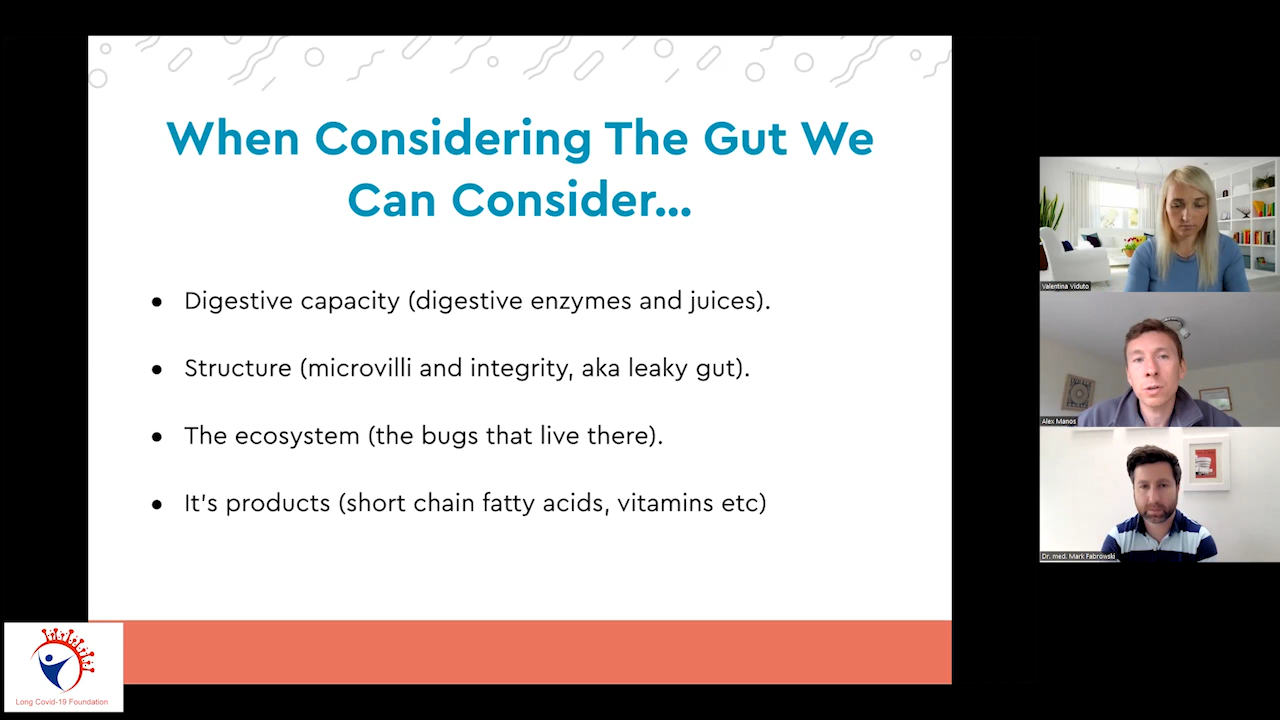 When Considering The Gut We
Can Consider...
● Digestive capacity (digestive enzymes and juices).
● Structure (microvilli and integrity, aka leaky gut).
● The ecosystem (the bugs that live there).
● It's products (short chain fatty acids, vitamins etc)
Valentina Viduto
Alex Manos
Dr. med. Mark Fabrowski
Long Covid-19 Foundation